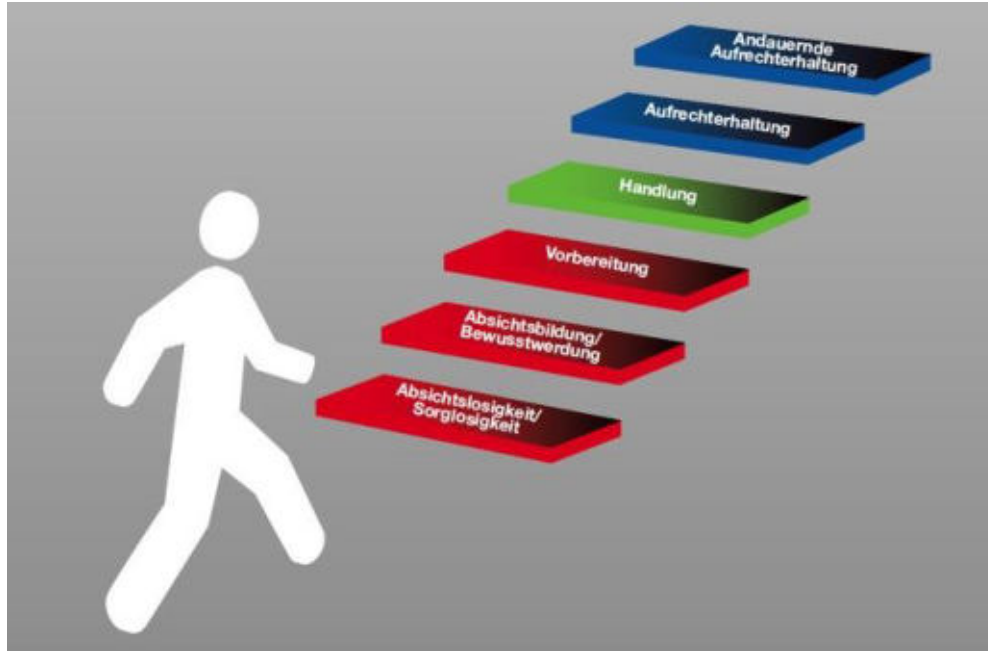 Andauernde
Aufrechterhaltung
Aufrechterhaltung
Handlung
Vorbereitung
Absichtsbildung/
Bewusstwerdung
Absichtslosigkeit/
Sorglosigkeit